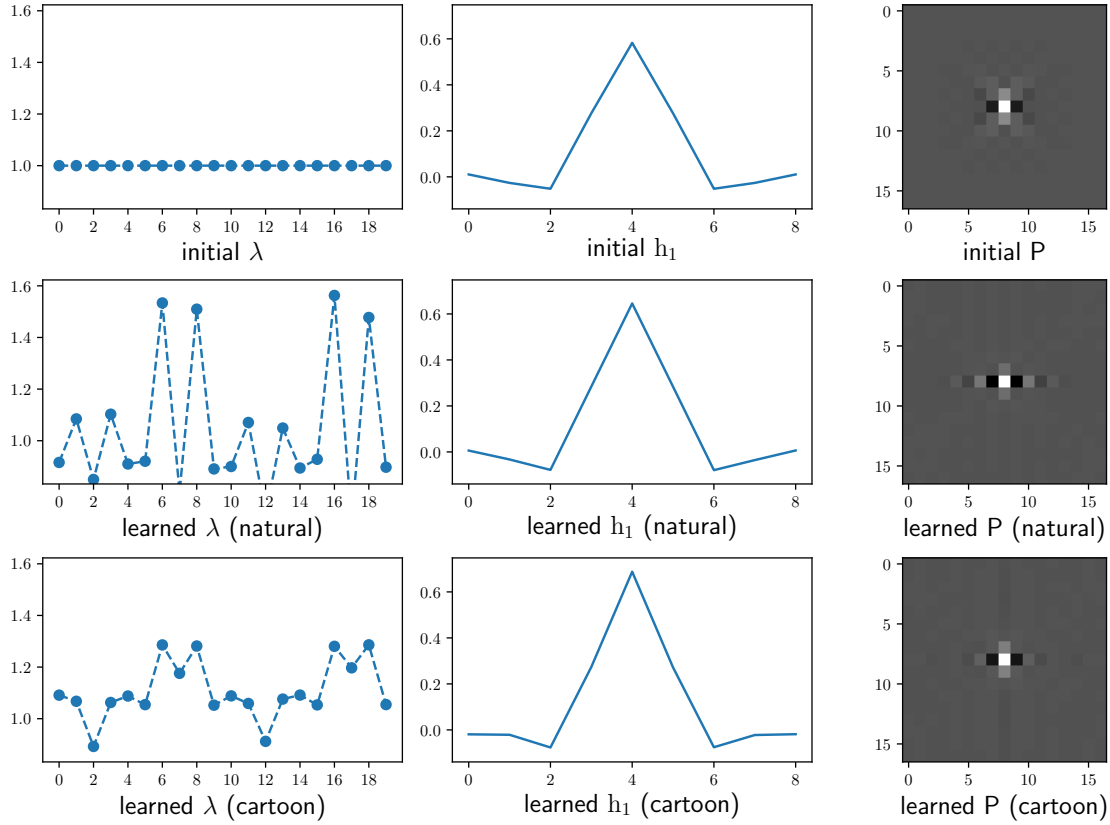 1.6
1.4
1.2
1.0
0 2 4 6 8 10 12 14 16 18
initial λ
0.6
0.4
0.2
0.0
0 2 4 6 8
initial h₁
0
5
10
15
0 5 10 15
initial P
1.6
1.4
1.2
1.0
0 2 4 6 8 10 12 14 16 18
learned λ (natural)
0.6
0.4
0.2
0.0
0 2 4 6 8
learned h₁ (natural)
0
5
10
15
0 5 10 15
learned P (natural)
1.6
1.4
1.2
1.0
0 2 4 6 8 10 12 14 16 18
learned λ (cartoon)
0.6
0.4
0.2
0.0
0 2 4 6 8
learned h₁ (cartoon)
0
5
10
15
0 5 10 15
learned P (cartoon)